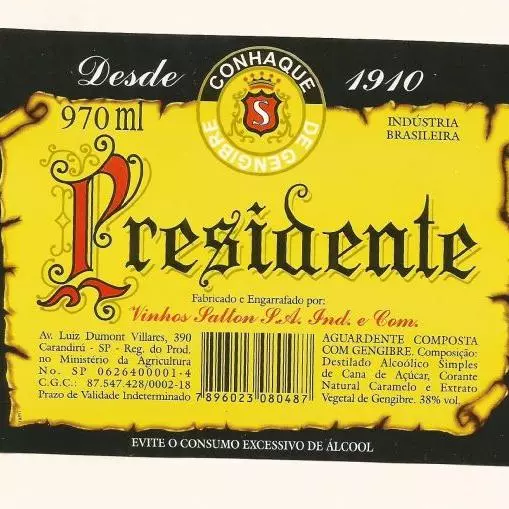 Desde 1910
CONHAQUE
DE GENGIBRE
S
970 ml
INDÚSTRIA
BRASILEIRA
Presidente
Fabricado e Engarrafado por:
Vinhos Salton S.A. Ind. e Com.
Av. Luiz Dumont Villares, 390
Carandirú - SP - Reg. do Prod.
no Ministério da Agricultura
No. SP 0626400001-4
C.G.C.: 87.547.428/0002-18
Prazo de Validade Indeterminado
7 896023 080487
AGUARDENTE COMPOSTA
COM GENGIBRE. Composição:
Destilado Alcoólico Simples
de Cana de Açúcar, Corante
Natural Caramelo e Extrato
Vegetal de Gengibre. 38% vol.
EVITE O CONSUMO EXCESSIVO DE ÁLCOOL